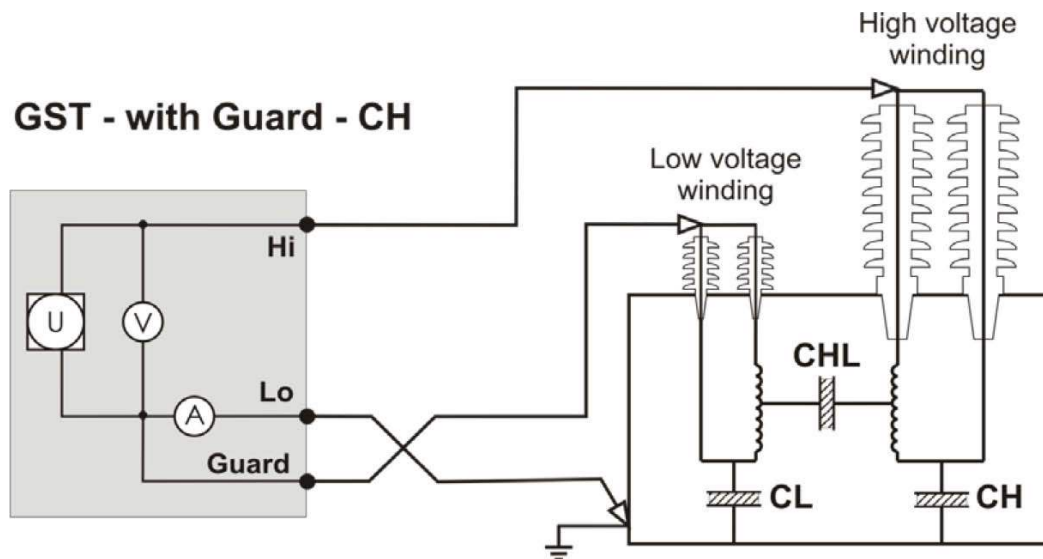 High voltage
winding
GST - with Guard - CH
Low voltage
winding
Hi
U
V
CHL
Lo
A
Guard
CL
CH